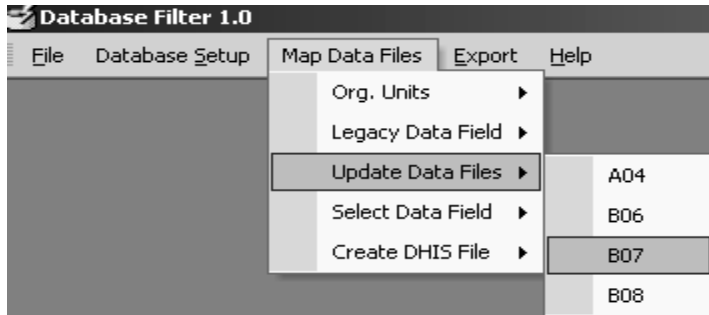 Database Filter 1.0
File Database Setup Map Data Files Export Help
Org. Units
Legacy Data Field
Update Data Files
Select Data Field
Create DHIS File
A04
B06
B07
B08